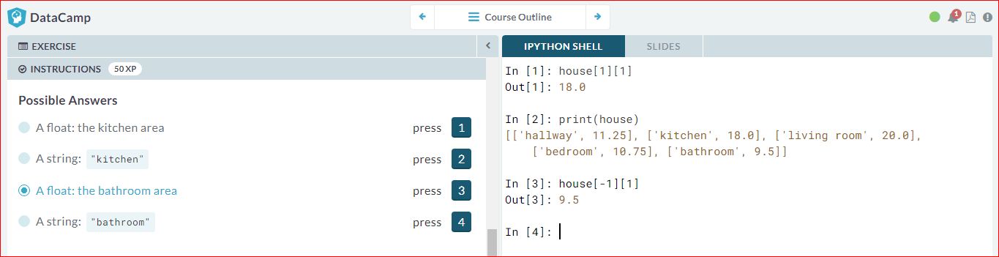 DataCamp
Course Outline
1
EXERCISE
INSTRUCTIONS 50 XP
Possible Answers
A float: the kitchen area press 1
A string: "kitchen" press 2
A float: the bathroom area press 3
A string: "bathroom" press 4
IPYTHON SHELL SLIDES
In [1]: house[1][1]
Out[1]: 18.0
In [2]: print(house)
[['hallway', 11.25], ['kitchen', 18.0], ['living room', 20.0],
['bedroom', 10.75], ['bathroom', 9.5]]
In [3]: house[-1][1]
Out[3]: 9.5
In [4]: